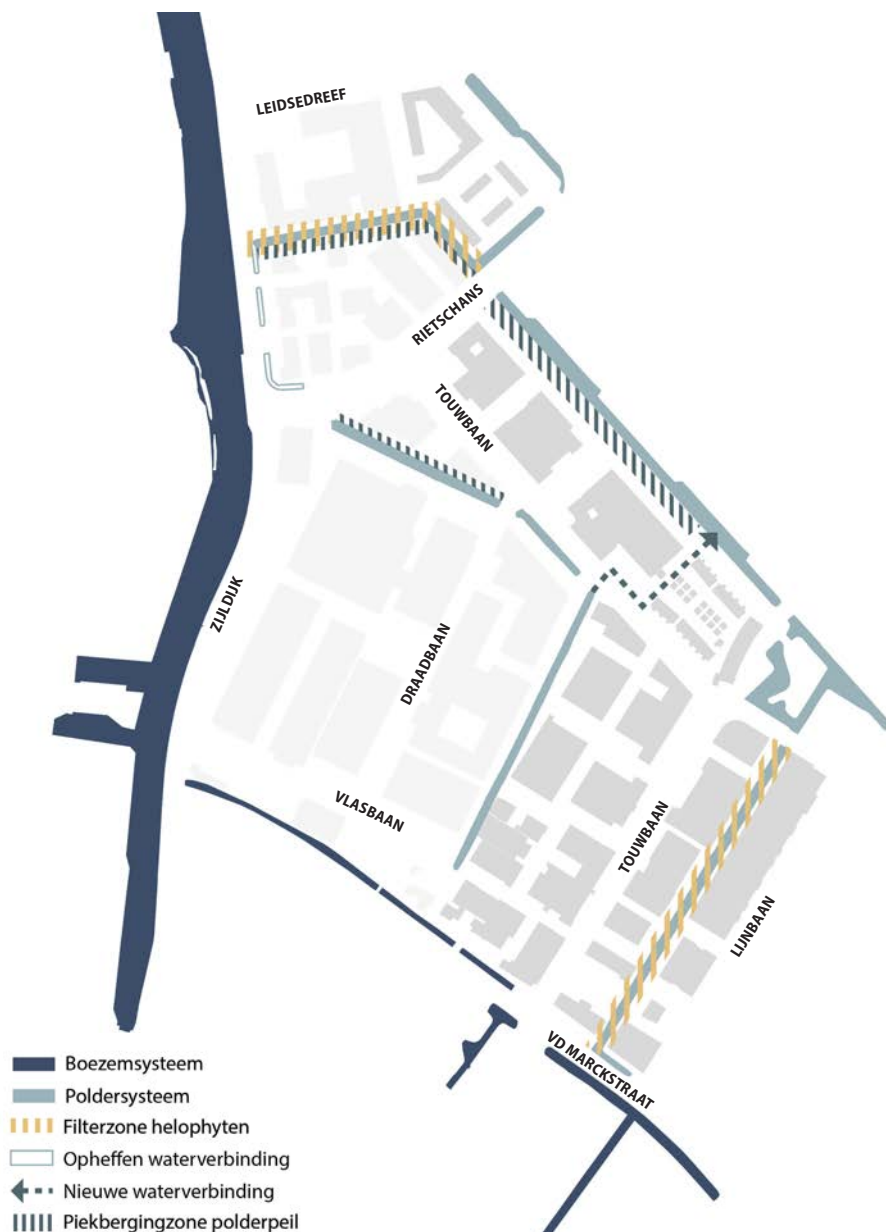 LEIDSEDREEF
RIETSCHANS
TOUWBAAN
ZIJLDIJK
DRAADBAAN
VLASBAAN
TOUWBAAN
LIJNBAAN
VD MARCKSTRAAT
Boezemsysteem
Poldersysteem
Filterzone helophyten
Opheffen waterverbinding
Nieuwe waterverbinding
Piekbergingzone polderpeil